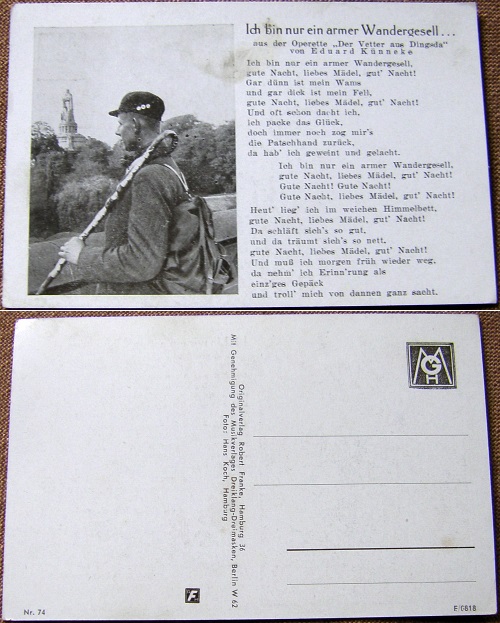 Ich bin nur ein armer Wandergesell...
aus der Operette „Der Vetter aus Dingsda“
von Eduard Künneke
Ich bin nur ein armer Wandergesell,
gute Nacht, liebes Mädel, gut' Nacht!
Gar dünn ist mein Wams
und gar dick ist mein Fell,
gute Nacht, liebes Mädel, gut' Nacht!
Und oft schon dacht ich,
ich packe das Glück,
doch immer noch zog mir's
die Patschhand zurück,
da hab' ich geweint und gelacht.
Ich bin nur ein armer Wandergesell,
gute Nacht, liebes Mädel, gut' Nacht!
Gute Nacht! Gute Nacht!
Gute Nacht, liebes Mädel, gut' Nacht!
Heut' lieg' ich im weichen Himmelbett,
gute Nacht, liebes Mädel, gut' Nacht!
Da schläft sich's so gut,
und da träumt sich's so nett,
gute Nacht, liebes Mädel, gut' Nacht!
Und muß ich morgen früh wieder weg,
da nehm' ich Erinn'rung als
einz'ges Gepäck
und troll' mich von dannen ganz sacht.
Originalverlag Robert Franke, Hamburg 36
Mit Genehmigung des Musikverlages Dreiklang-Dreimasken, Berlin W 62
Foto: Hans Koch, Hamburg
MGH
F
Nr. 74
E/0818